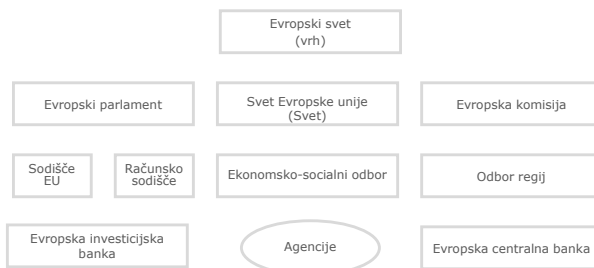 Evropski svet
(vrh)
Evropski parlament
Svet Evropske unije
(Svet)
Evropska komisija
Sodišče
EU
Računsko
sodišče
Ekonomsko-socialni odbor
Odbor regij
Evropska investicijska
banka
Agencije
Evropska centralna banka